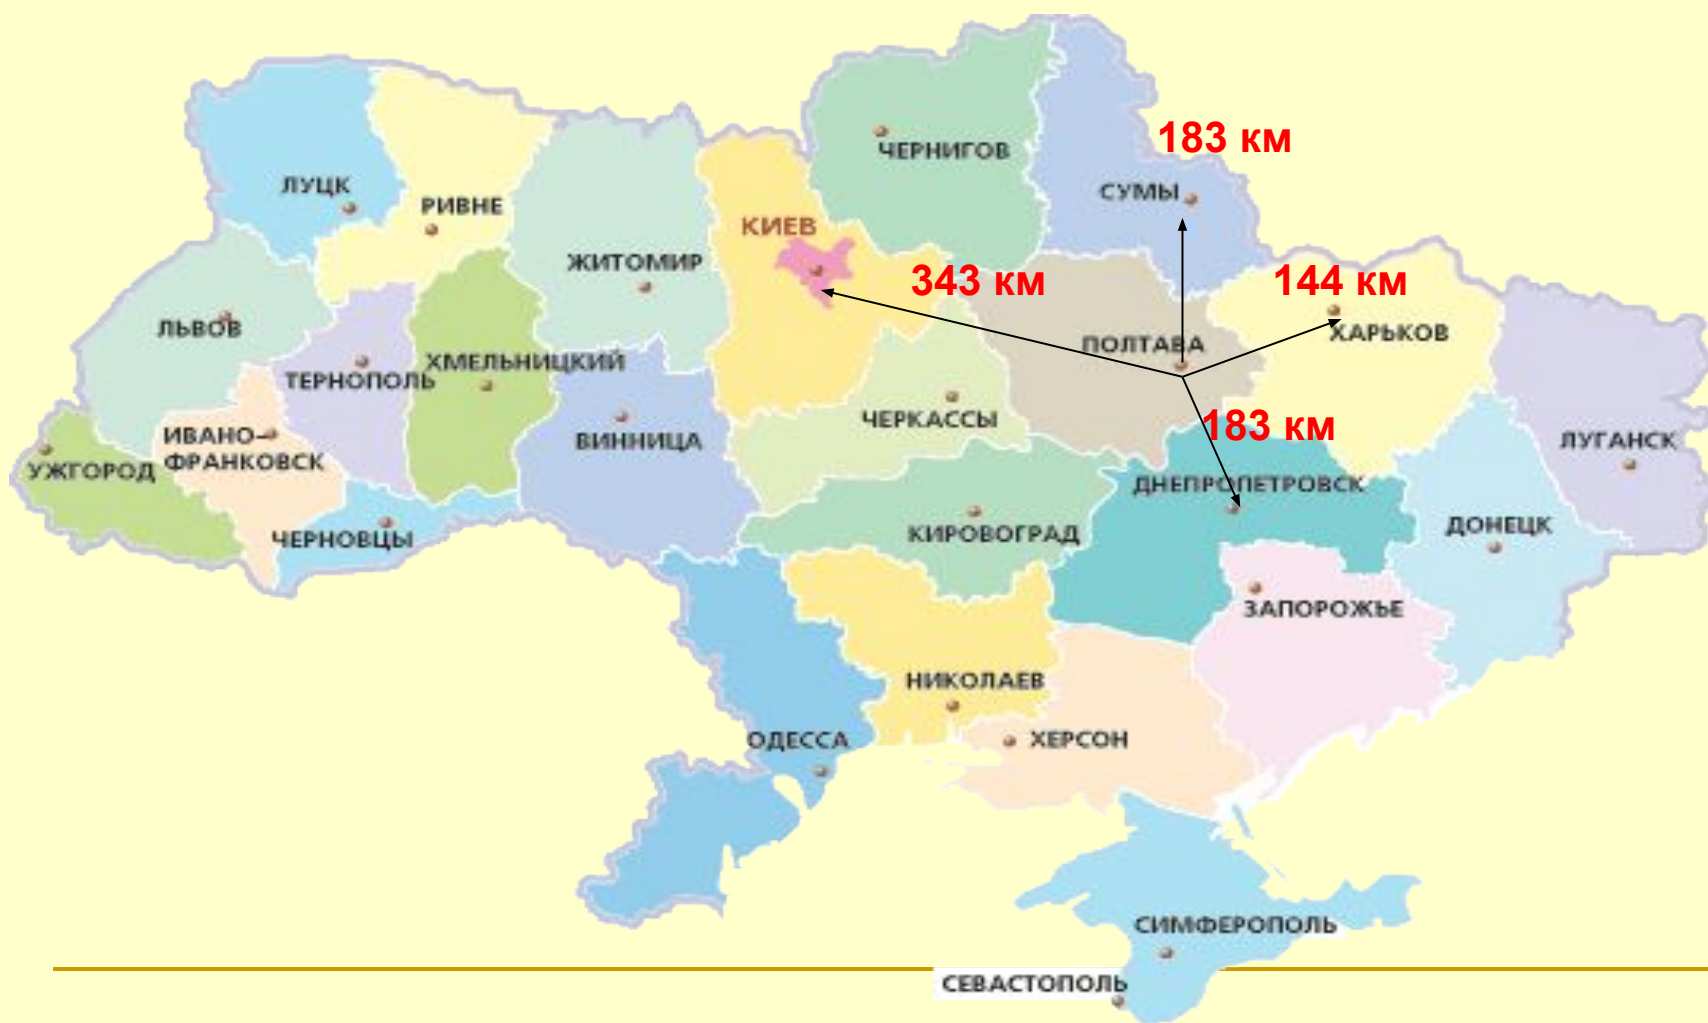 183 км
ЧЕРНИГОВ
ЛУЦК
СУМЫ
РИВНЕ
КИЕВ
ЖИТОМИР
343 км
144 км
ЛЬВОВ
ХАРЬКОВ
ПОЛТАВА
ХМЕЛЬНИЦКИЙ
ТЕРНОПОЛЬ
ЧЕРКАССЫ
183 км
ИВАНО-
ФРАНКОВСК
ВИННИЦА
ЛУГАНСК
УЖГОРОД
ДНЕПРОПЕТРОВСК
ДОНЕЦК
КИРОВОГРАД
ЧЕРНОВЦЫ
ЗАПОРОЖЬЕ
НИКОЛАЕВ
ОДЕССА
ХЕРСОН
СИМФЕРОПОЛЬ
СЕВАСТОПОЛЬ